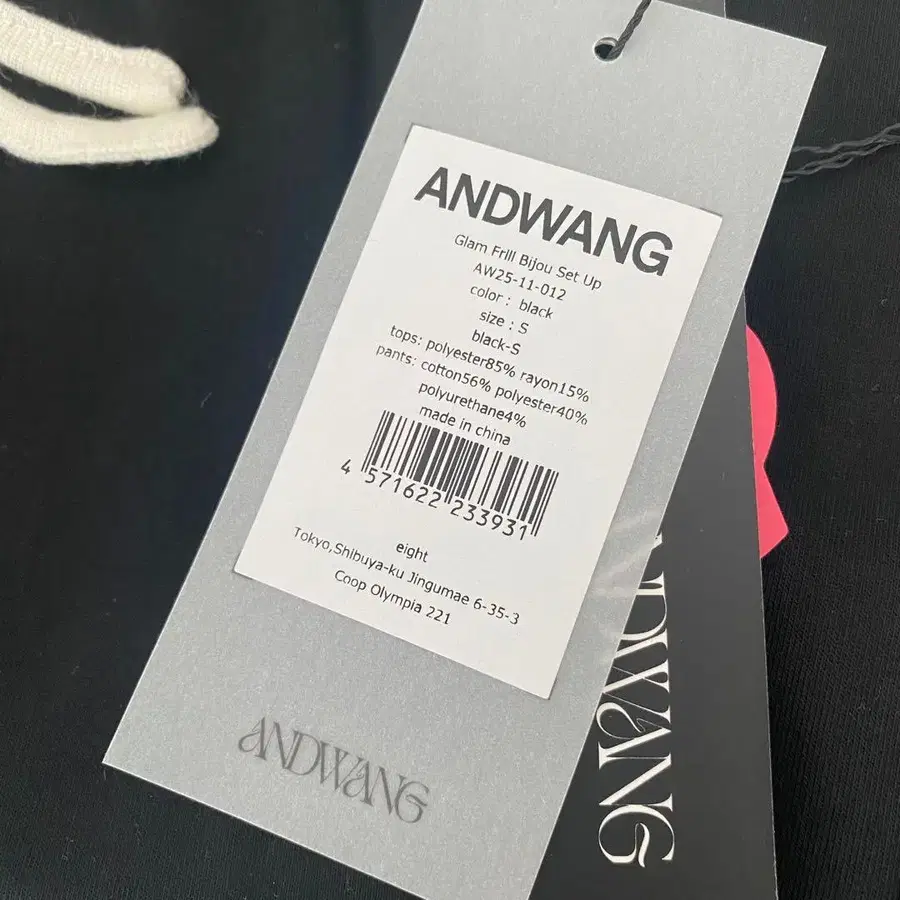 ANDWANG
Glam Frill Bijou Set Up
AW25-11-012
color : black
size : S
black-S
tops: polyester85% rayon15%
pants: cotton56% polyester40%
polyurethane4%
made in china
4 571622 233931
eight
Tokyo,Shibuya-ku Jingumae 6-35-3
Coop Olympia 221
ANDWANG
NDWANG